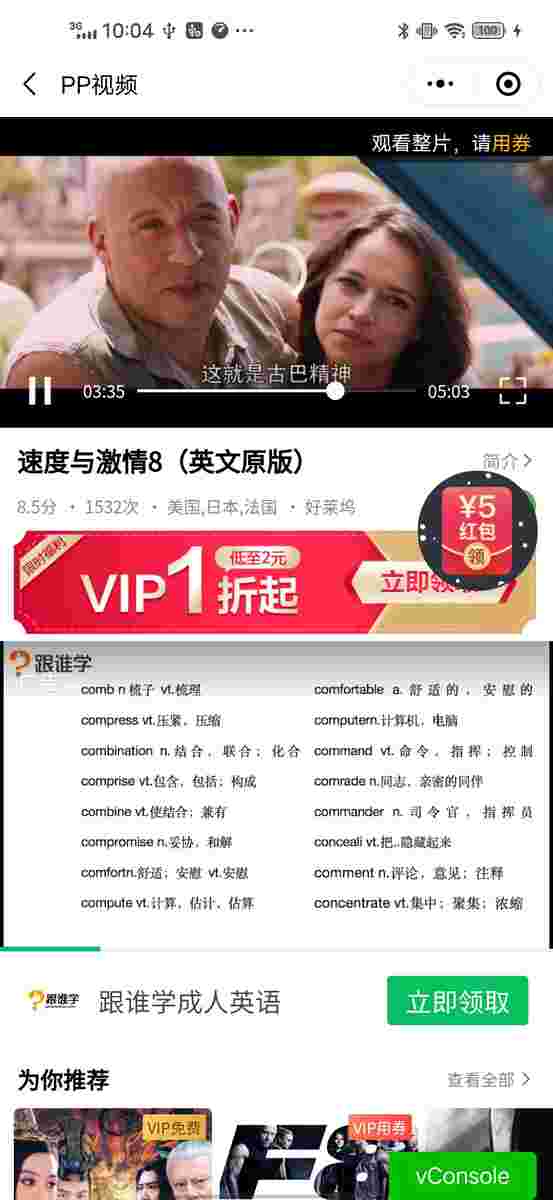 3G 10:04 100
PP视频
观看整片，请用券
这就是古巴精神
03:35 05:03
速度与激情8（英文原版）
简介
8.5分 · 1532次 · 美国,日本,法国 · 好莱坞
¥5
红包
领
限时福利
VIP1折起
低至2元
立即领取
跟谁学
comb n 梳子 vt.梳理
comfortable a. 舒适的，安慰的
compress vt.压紧，压缩
computern.计算机，电脑
combination n.结合，联合；化合
command vt.命令，指挥；控制
comprise vt.包含，包括；构成
comrade n.同志，亲密的同伴
combine vt.使结合；兼有
commander n. 司令官，指挥员
compromise n.妥协，和解
conceali vt.把..隐藏起来
comfortn.舒适；安慰 vt.安慰
comment n.评论，意见；注释
compute vt.计算，估计，估算
concentrate vt.集中；聚集；浓缩
跟谁学
跟谁学成人英语
立即领取
为你推荐
查看全部
VIP免费
VIP用券
F8
vConsole